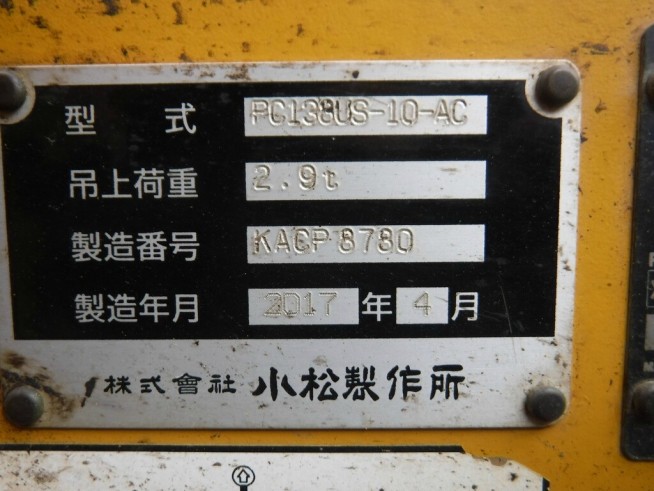 型 式 PC138US-10-AC
吊上荷重 2.9t
製造番号 KACP 8780
製造年月 2017 年 4 月
株式會社 小松製作所